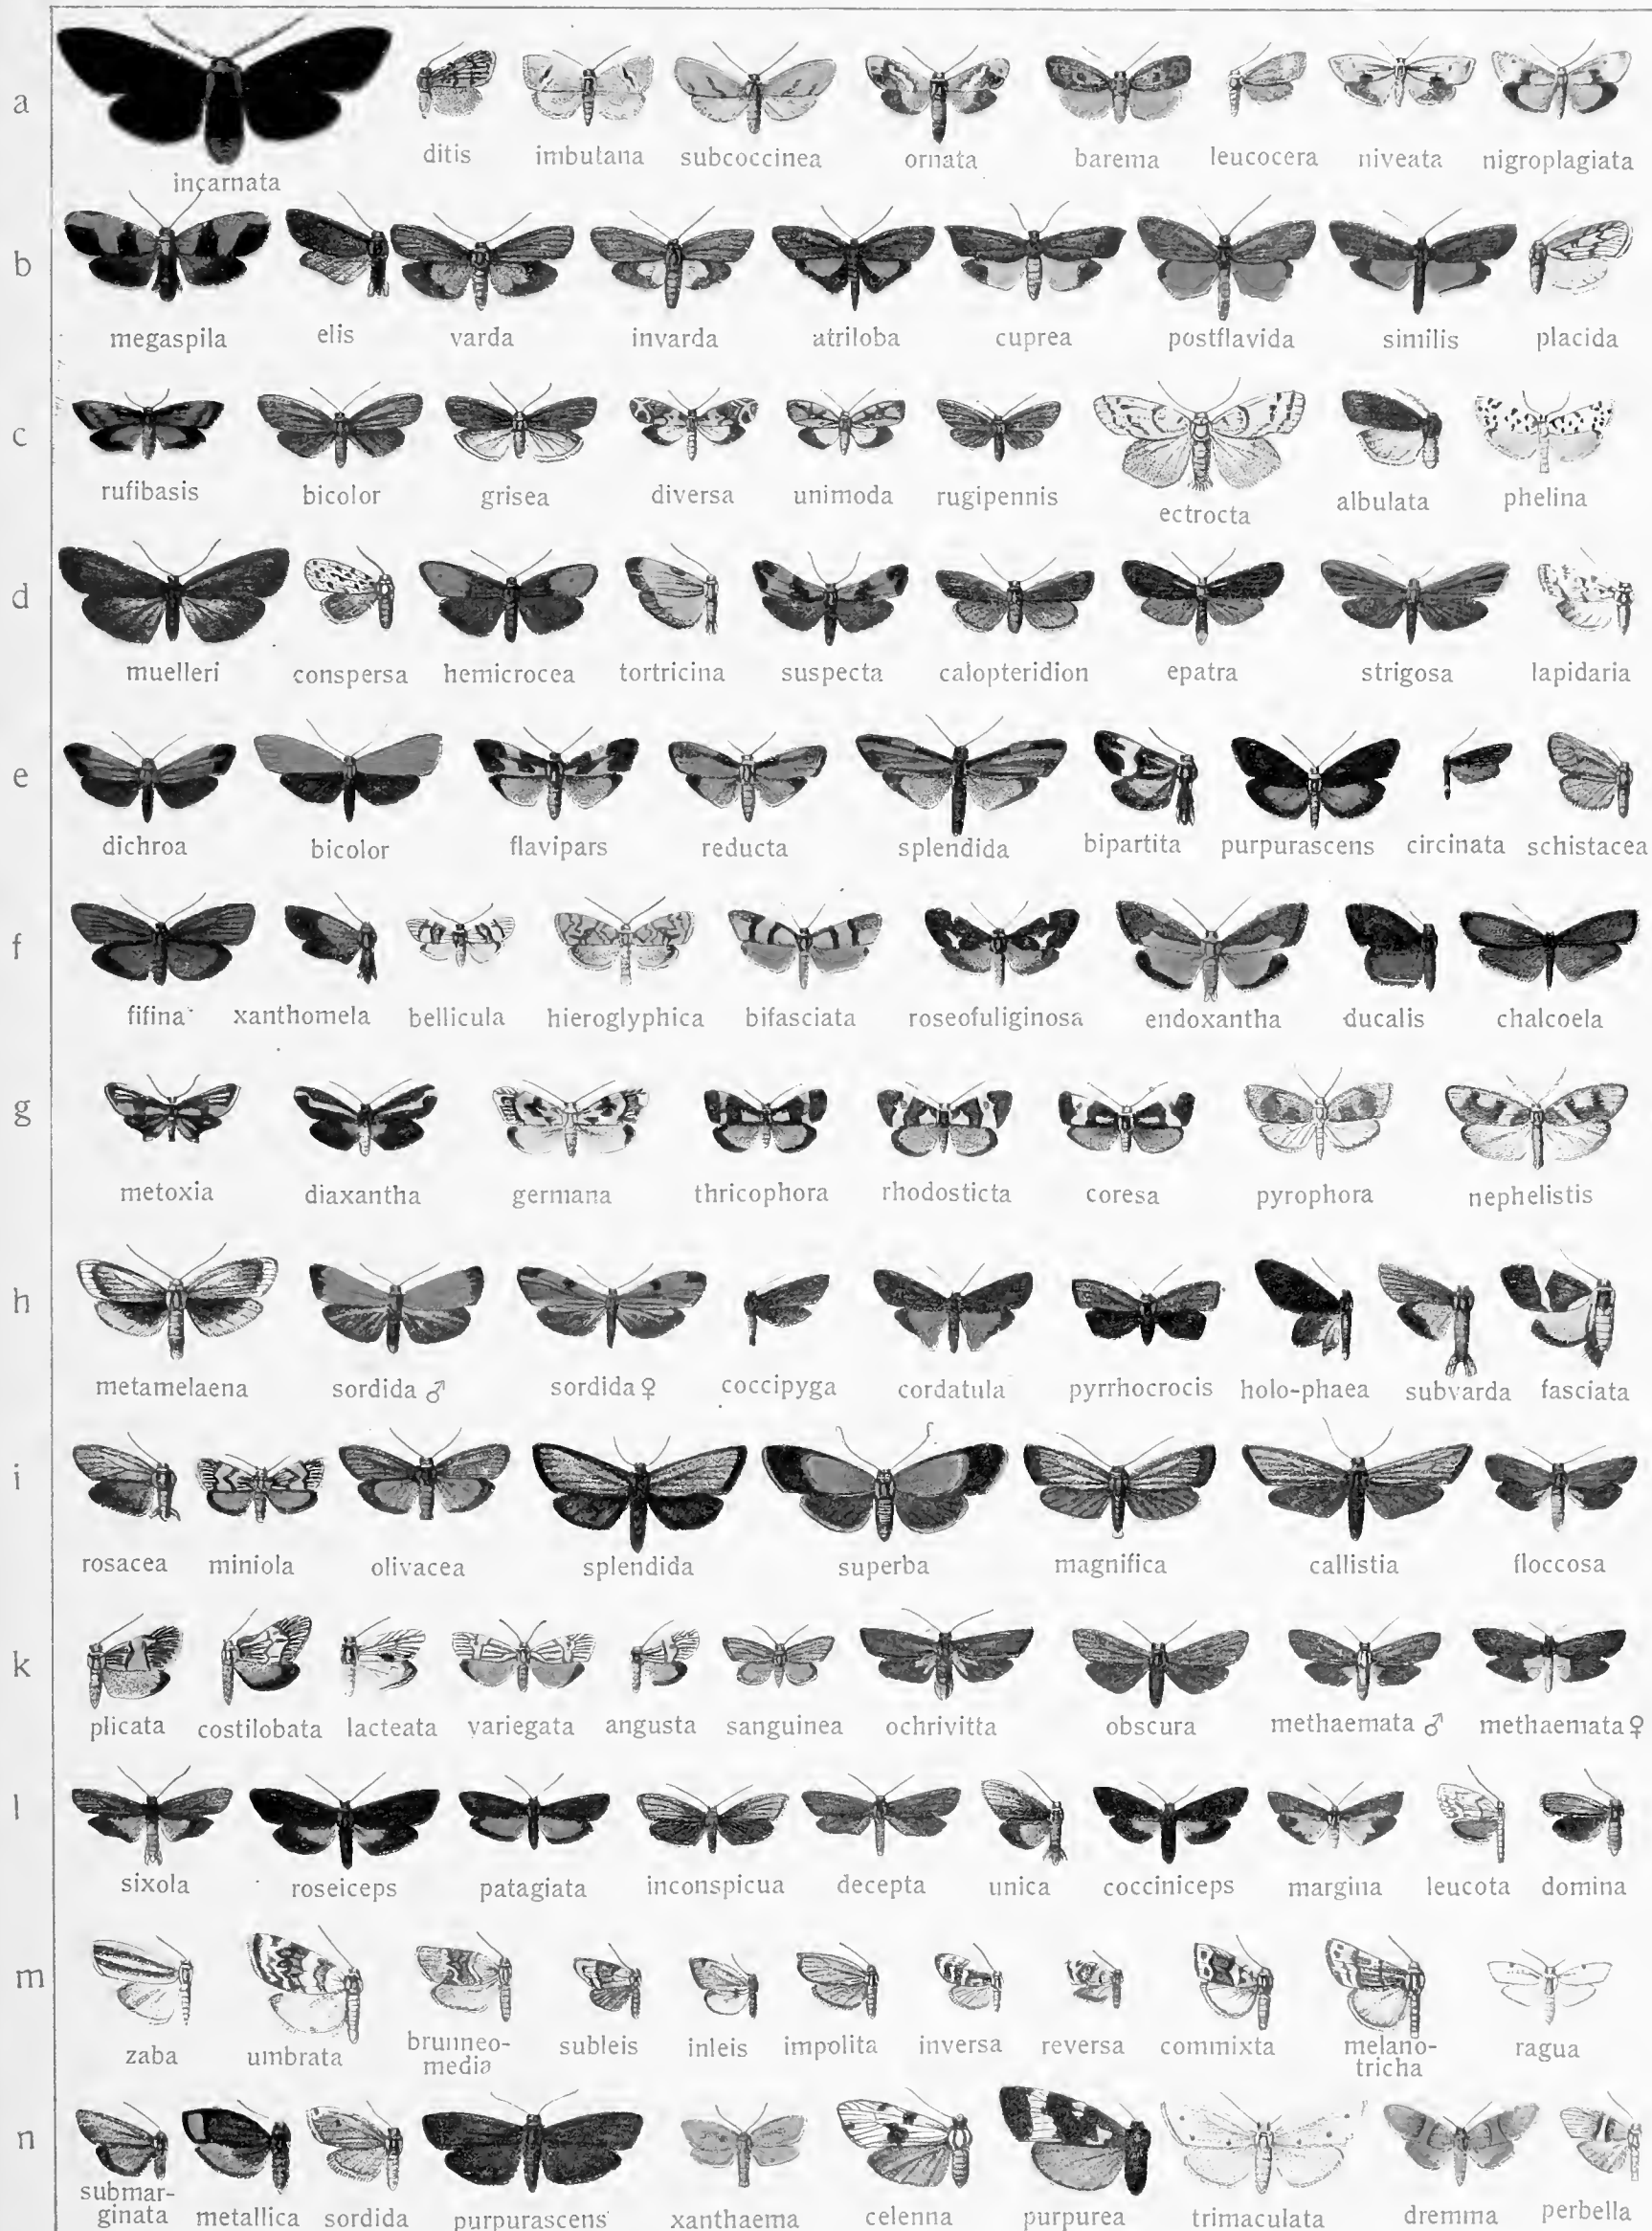 a
ditis imbutana subcoccinea ornata barema leucocera niveata nigroplagiata
incarnata
b
megaspila elis varda invarda atriloba cuprea postflavida similis placida
c
rufibasis bicolor grisea diversa unimoda rugipennis ectrocta albulata phelina
d
muelleri conspersa hemicrocea tortricina suspecta calopteridion epatra strigosa lapidaria
e
dichroa bicolor flavipars reducta splendida bipartita purpurascens circinata schistacea
f
fifina xanthomela bellicula hieroglyphica bifasciata roseofuliginosa endoxantha ducalis chalcoela
g
metoxia diaxantha germana thricophora rhodosticta coresa pyrophora nephelistis
h
metamelaena sordida ♂ sordida ♀ coccipyga cordatula pyrrhocrocis holo-phaea subvarda fasciata
i
rosacea miniola olivacea splendida superba magnifica callistia floccosa
k
plicata costilobata lacteata variegata angusta sanguinea ochrivitta obscura methaemata ♂ methaemata ♀
l
sixola roseiceps patagiata inconspicua decepta unica cocciniceps margina leucota domina
m
zaba umbrata brunneo-
media subleis inleis impolita inversa reversa commixta melano-
tricha ragua
n
submar-
ginata metallica sordida purpurascens xanthaema celenna purpurea trimaculata dremma perbella